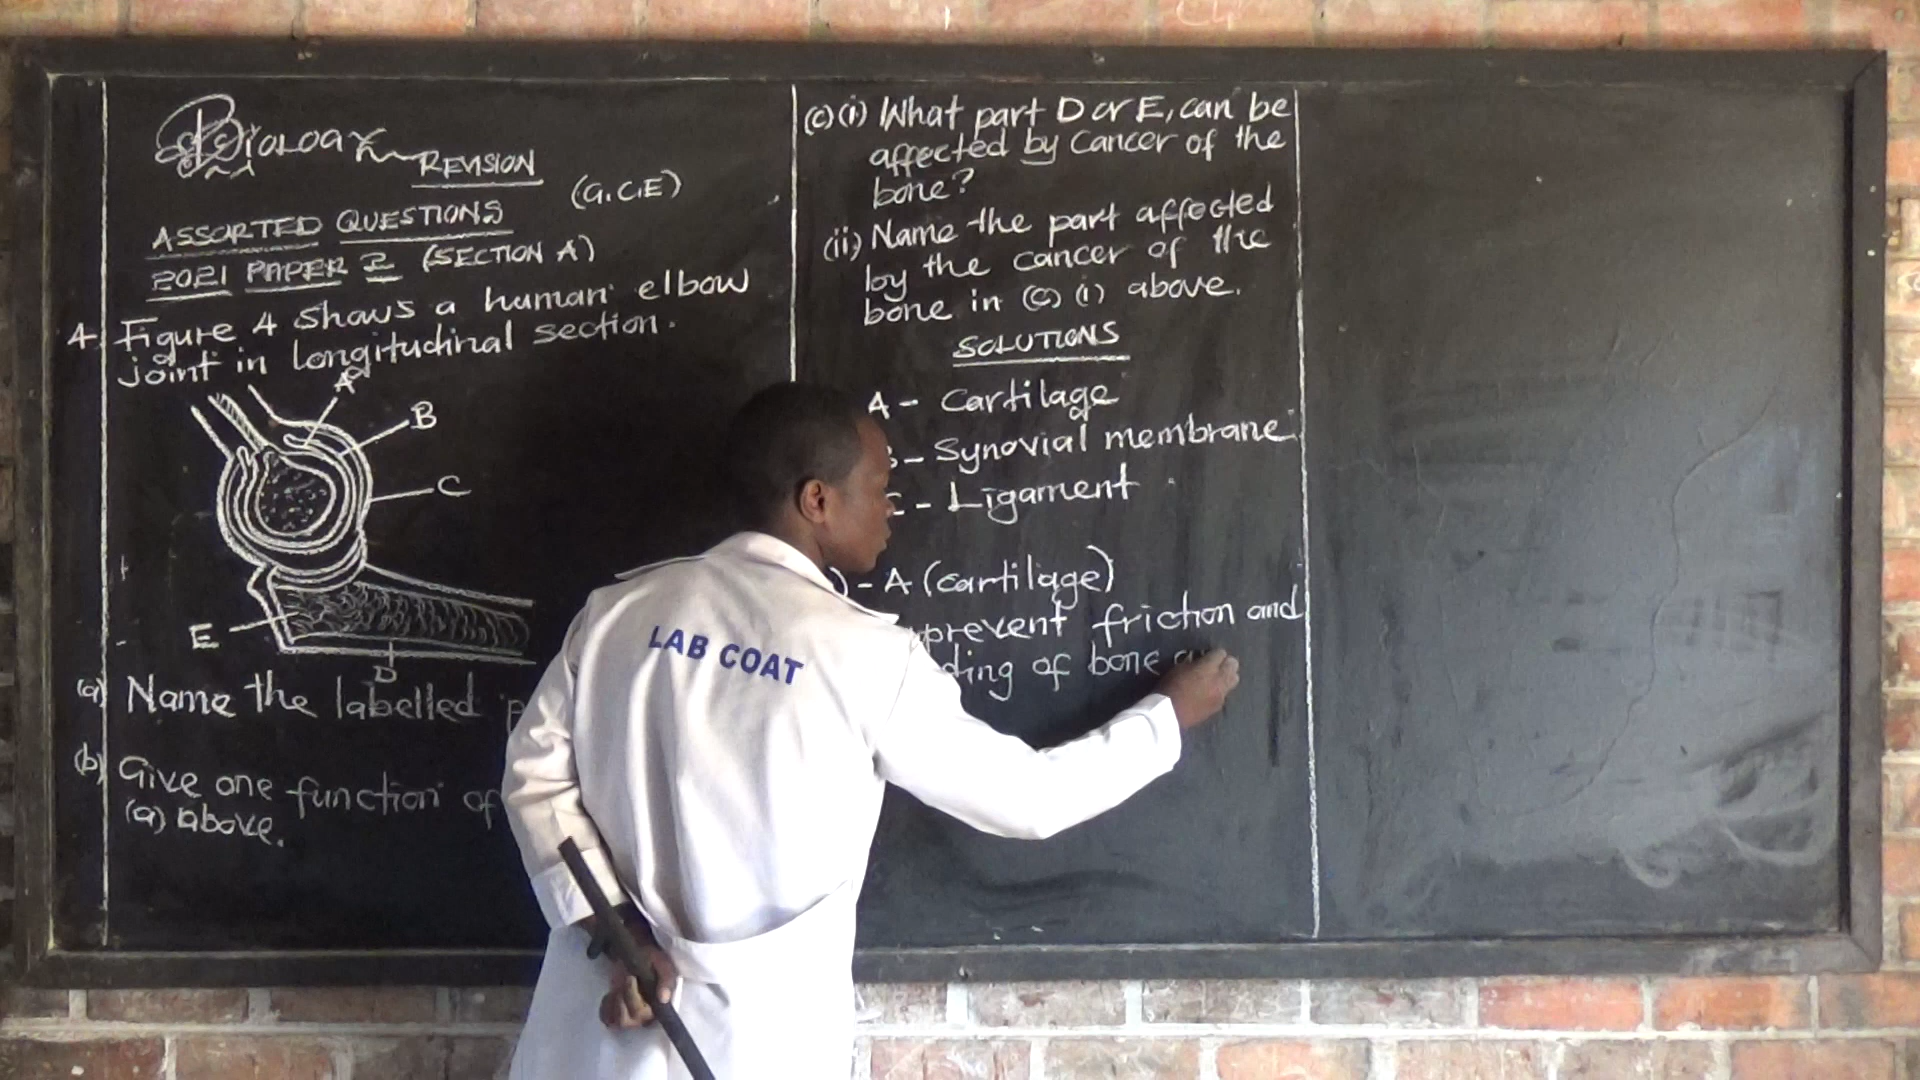 Biology
REVISION
(G.C.E)
ASSORTED QUESTIONS
2021 PAPER 2 (SECTION A)
4. Figure 4 shows a human elbow
joint in longitudinal section.
A
B
C
E
D
(a) Name the labelled
(b) Give one function of
(a) above.
(c)(i) What part D or E, can be
affected by cancer of the
bone?
(ii) Name the part affected
by the cancer of the
bone in (c) (i) above.
SOLUTIONS
A - Cartilage
- Synovial membrane
- Ligament
- A (cartilage)
prevent friction and
of bone
LAB COAT